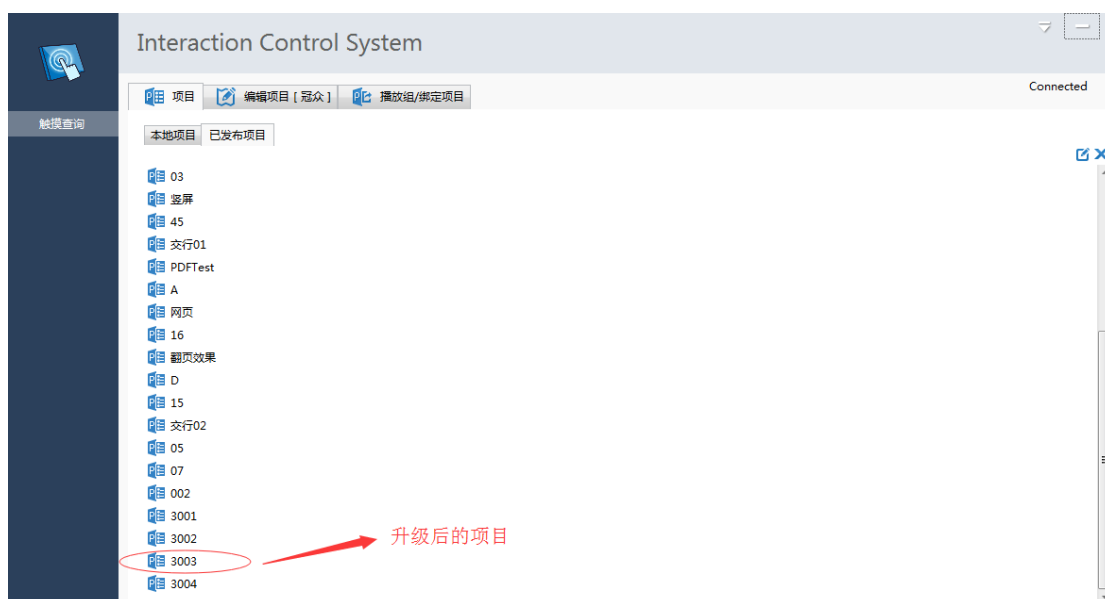 Interaction Control System
项目 编辑项目 [ 冠众 ] 播放组/绑定项目
Connected
触摸查询
本地项目 已发布项目
03
竖屏
45
交行01
PDFTest
A
网页
16
翻页效果
D
15
交行02
05
07
002
3001
3002
升级后的项目
3003
3004